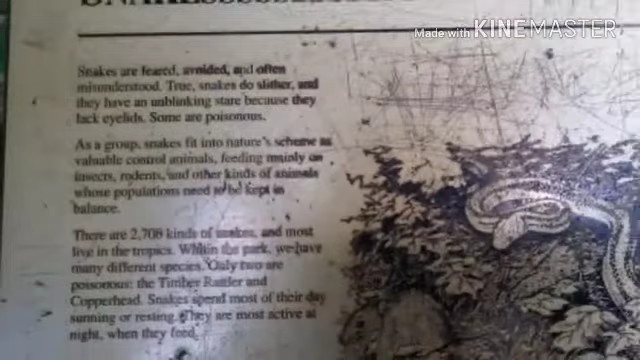 Made with KINEMASTER
Snakes are feared, avoided, and often
misunderstood. True, snakes do slither, and
they have an unblinking stare because they
lack eyelids. Some are poisonous.
As a group, snakes fit into nature's scheme as
valuable control animals, feeding mainly on
insects, rodents, and other kinds of animals
whose populations need to be kept in
balance.
There are 2,700 kinds of snakes, and most
live in the tropics. Within the park, we have
many different species. Only two are
poisonous: the Timber Rattler and
Copperhead. Snakes spend most of their day
sunning or resting. They are most active at
night, when they feed.